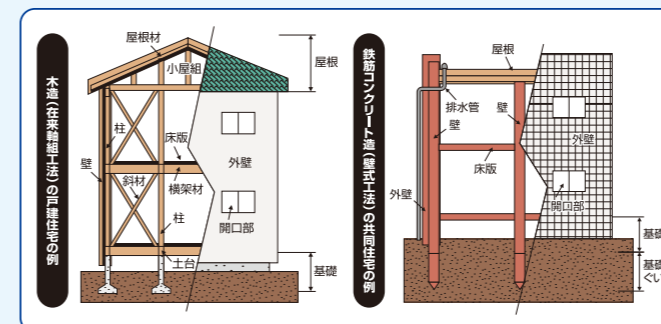 木造(在来軸組工法)の戸建住宅の例
屋根材
小屋組
屋根
柱
床版
壁
外壁
斜材
横架材
柱
開口部
土台
基礎
鉄筋コンクリート造(壁式工法)の共同住宅の例
屋根
排水管
壁
壁
外壁
床版
外壁
開口部
基礎
基礎
ぐい